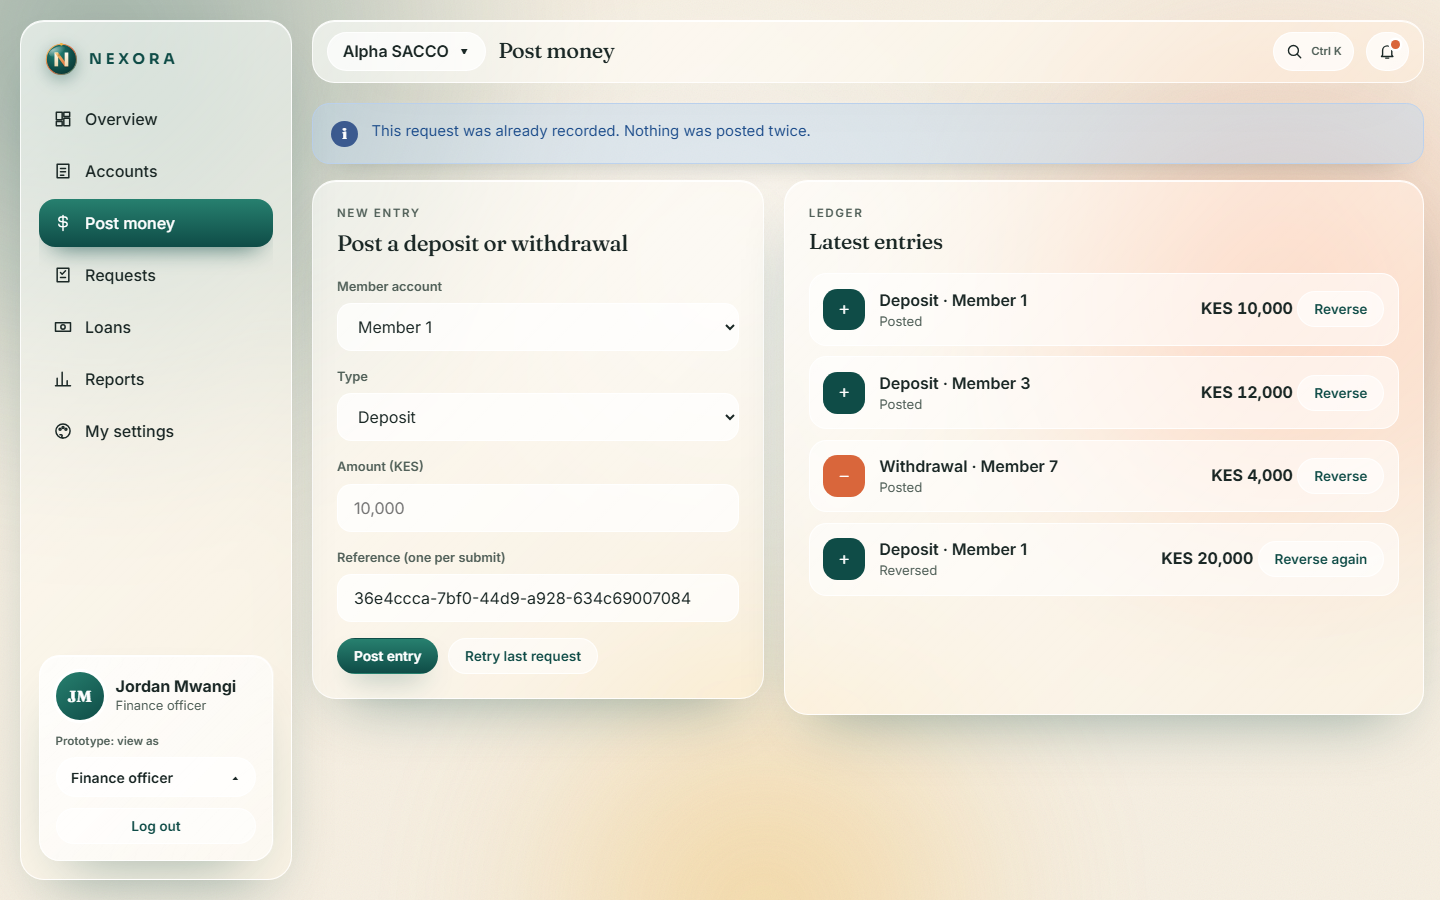 NEXORA
Overview
Accounts
Post money
Requests
Loans
Reports
My settings
JM
Jordan Mwangi
Finance officer
Prototype: view as
Finance officer
Log out
Alpha SACCO
Post money
Ctrl K
This request was already recorded. Nothing was posted twice.
NEW ENTRY
Post a deposit or withdrawal
Member account
Member 1
Type
Deposit
Amount (KES)
10,000
Reference (one per submit)
36e4ccca-7bf0-44d9-a928-634c69007084
Post entry
Retry last request
LEDGER
Latest entries
Deposit · Member 1
Posted
KES 10,000
Reverse
Deposit · Member 3
Posted
KES 12,000
Reverse
Withdrawal · Member 7
Posted
KES 4,000
Reverse
Deposit · Member 1
Reversed
KES 20,000
Reverse again